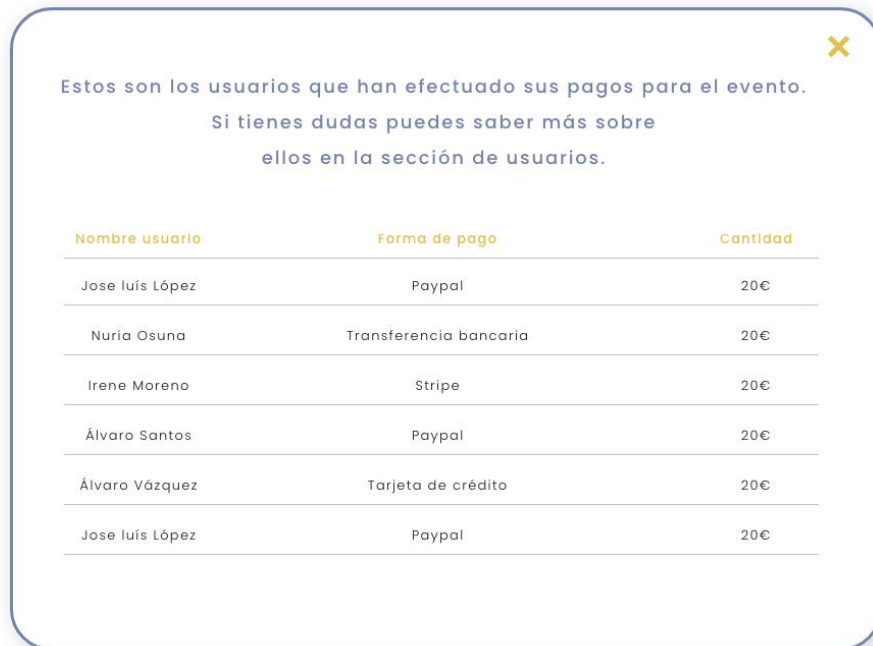 Estos son los usuarios que han efectuado sus pagos para el evento.
Si tienes dudas puedes saber más sobre
ellos en la sección de usuarios.
Nombre usuario Forma de pago Cantidad
Jose luís López Paypal 20€
Nuria Osuna Transferencia bancaria 20€
Irene Moreno Stripe 20€
Álvaro Santos Paypal 20€
Álvaro Vázquez Tarjeta de crédito 20€
Jose luís López Paypal 20€